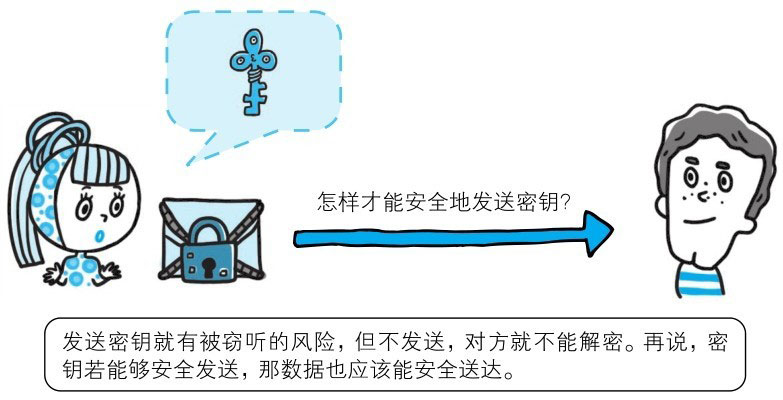 怎样才能安全地发送密钥?
发送密钥就有被窃听的风险，但不发送，对方就不能解密。再说，密
钥若能够安全发送，那数据也应该能安全送达。